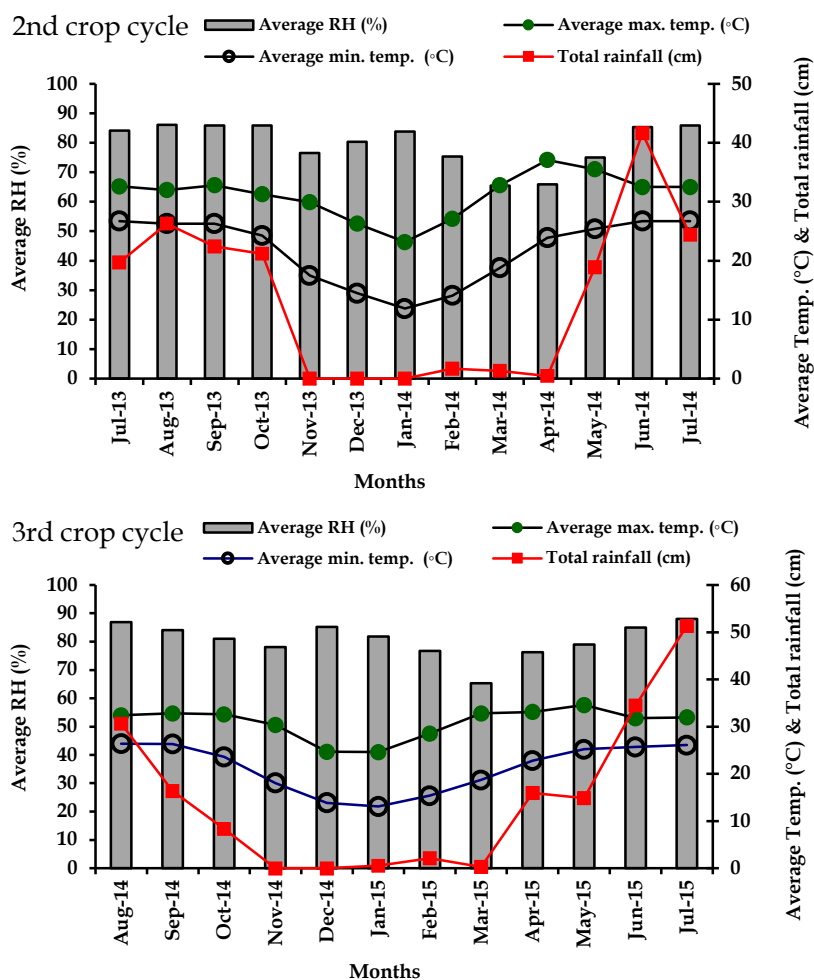 2nd crop cycle
Average RH (%)
Average max. temp. (◦C)
Average min. temp. (◦C)
Total rainfall (cm)
Average RH (%)
100
90
80
70
60
50
40
30
20
10
0
50
40
30
20
10
0
Average Temp. (°C) & Total rainfall (cm)
Jul-13
Aug-13
Sep-13
Oct-13
Nov-13
Dec-13
Jan-14
Feb-14
Mar-14
Apr-14
May-14
Jun-14
Jul-14
Months
3rd crop cycle
Average RH (%)
Average max. temp. (◦C)
Average min. temp. (◦C)
Total rainfall (cm)
Average RH (%)
100
90
80
70
60
50
40
30
20
10
0
60
50
40
30
20
10
0
Average Temp. (°C) & Total rainfall (cm)
Aug-14
Sep-14
Oct-14
Nov-14
Dec-14
Jan-15
Feb-15
Mar-15
Apr-15
May-15
Jun-15
Jul-15
Months